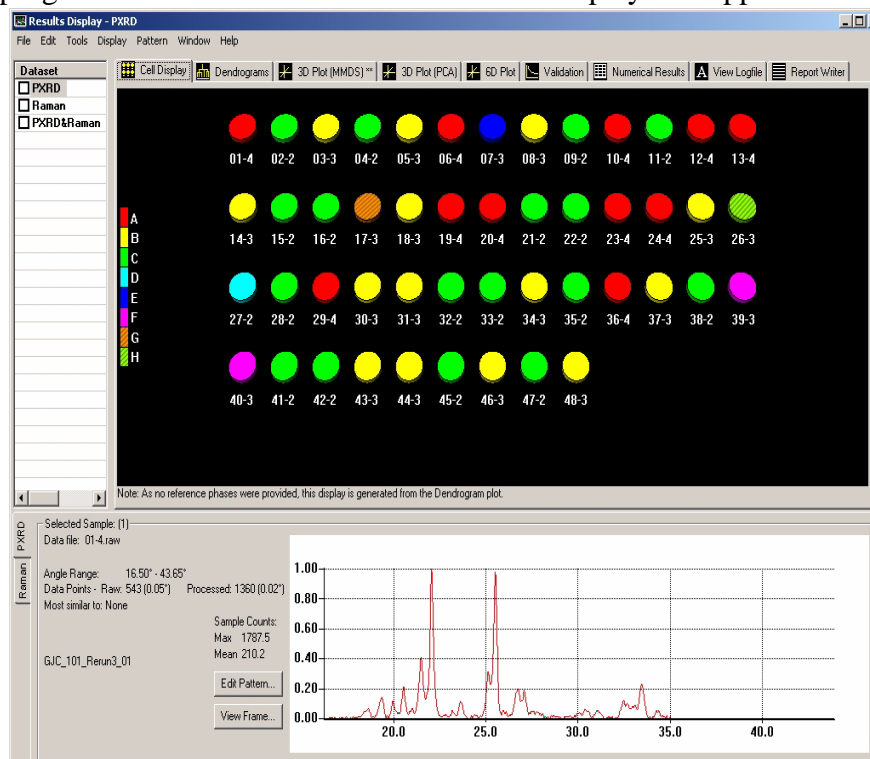 Results Display - PXRD
File Edit Tools Display Pattern Window Help
Dataset
PXRD
Raman
PXRD&Raman
Cell Display Dendrograms 3D Plot (MMDS) ** 3D Plot (PCA) 6D Plot Validation Numerical Results A View Logfile Report Writer
01-4 02-2 03-3 04-2 05-3 06-4 07-3 08-3 09-2 10-4 11-2 12-4 13-4
14-3 15-2 16-2 17-3 18-3 19-4 20-4 21-2 22-2 23-4 24-4 25-3 26-3
27-2 28-2 29-4 30-3 31-3 32-2 33-2 34-3 35-2 36-4 37-3 38-2 39-3
40-3 41-2 42-2 43-3 44-3 45-2 46-3 47-2 48-3
A
B
C
D
E
F
G
H
Note: As no reference phases were provided, this display is generated from the Dendrogram plot.
PXRD
Raman
Selected Sample: (1)
Data file: 01-4.raw
Angle Range: 16.50° - 43.65°
Data Points - Raw: 543 (0.05°) Processed: 1360 (0.02°)
Most similar to: None
Sample Counts:
Max 1787.5
Mean 210.2
GJC_101_Rerun3_01
Edit Pattern...
View Frame...
1.00
0.80
0.60
0.40
0.20
0.00
20.0 25.0 30.0 35.0 40.0